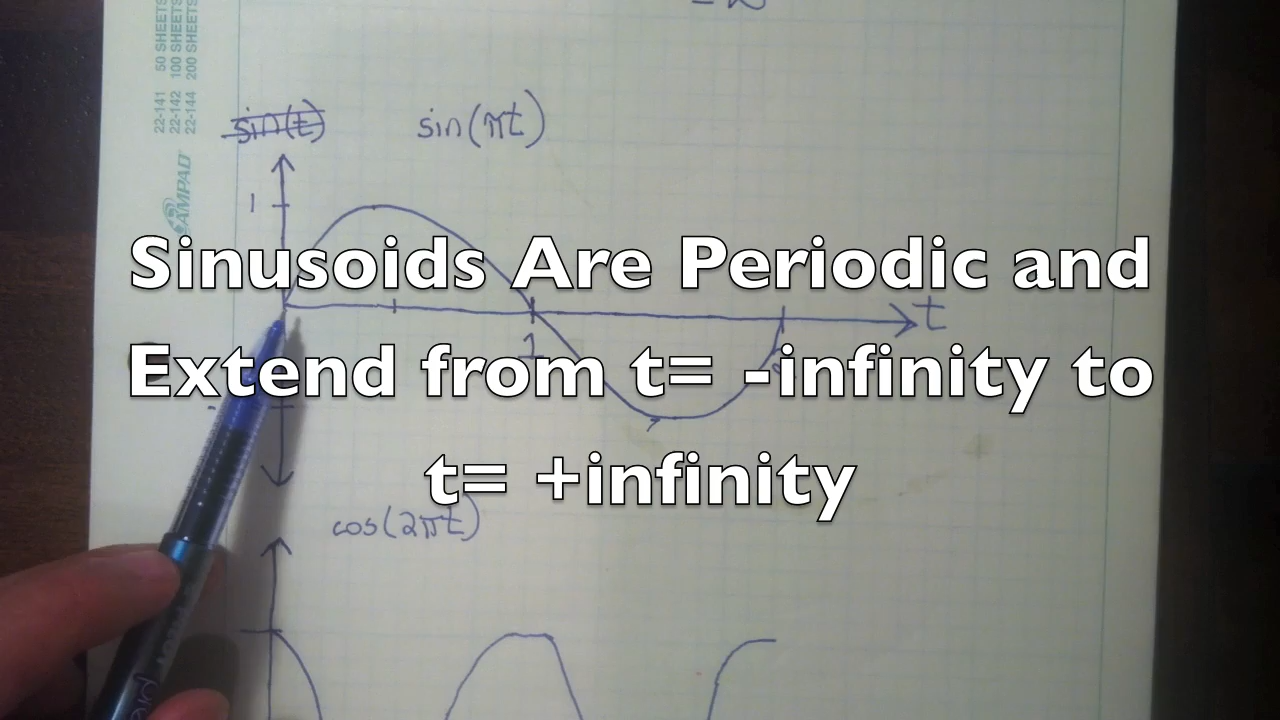 22-141 50 SHEETS
22-142 100 SHEETS
22-144 200 SHEETS
AMPAD
sin(t) sin(πt)
1
Sinusoids Are Periodic and
t
1
Extend from t= -infinity to
t= +infinity
cos(2πt)